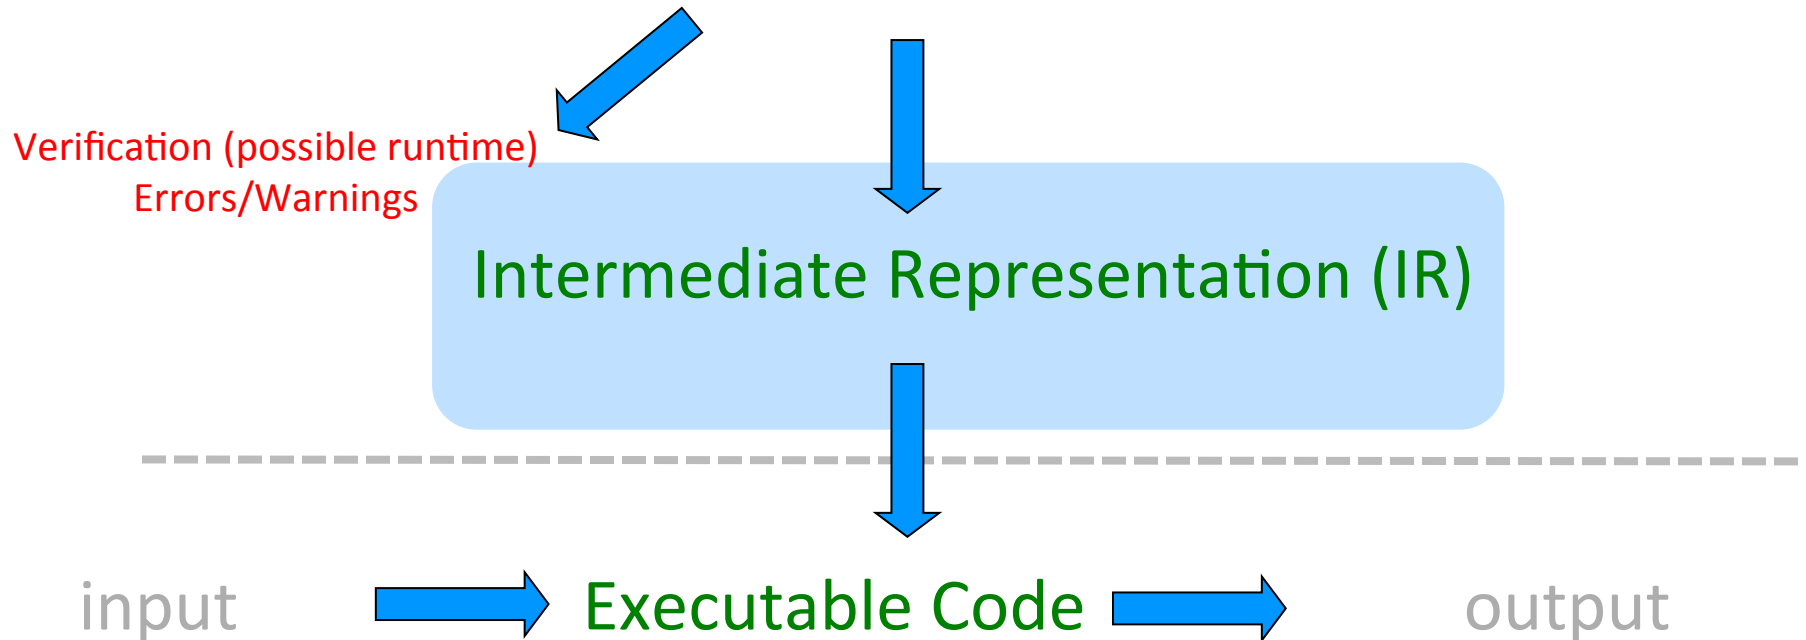 Verification (possible runtime)
Errors/Warnings
Intermediate Representation (IR)
input
Executable Code
output